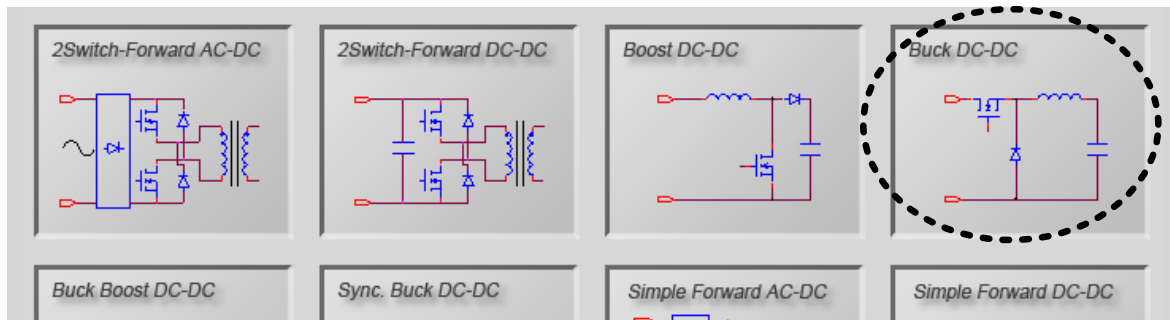 2Switch-Forward AC-DC
2Switch-Forward DC-DC
Boost DC-DC
Buck DC-DC
Buck Boost DC-DC
Sync. Buck DC-DC
Simple Forward AC-DC
Simple Forward DC-DC